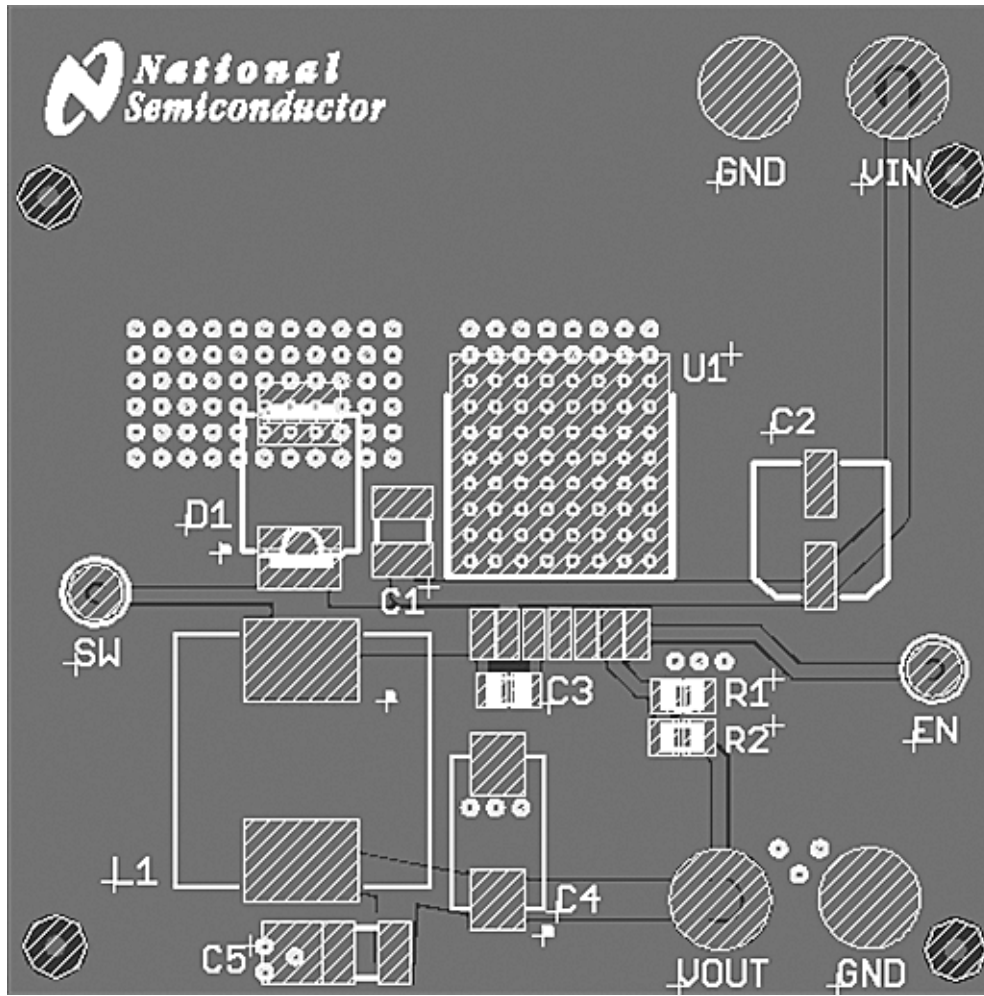 National
Semiconductor
GND
VIN
U1
C2
D1
C1
SW
C3
R1
R2
EN
L1
C4
C5
VOUT
GND